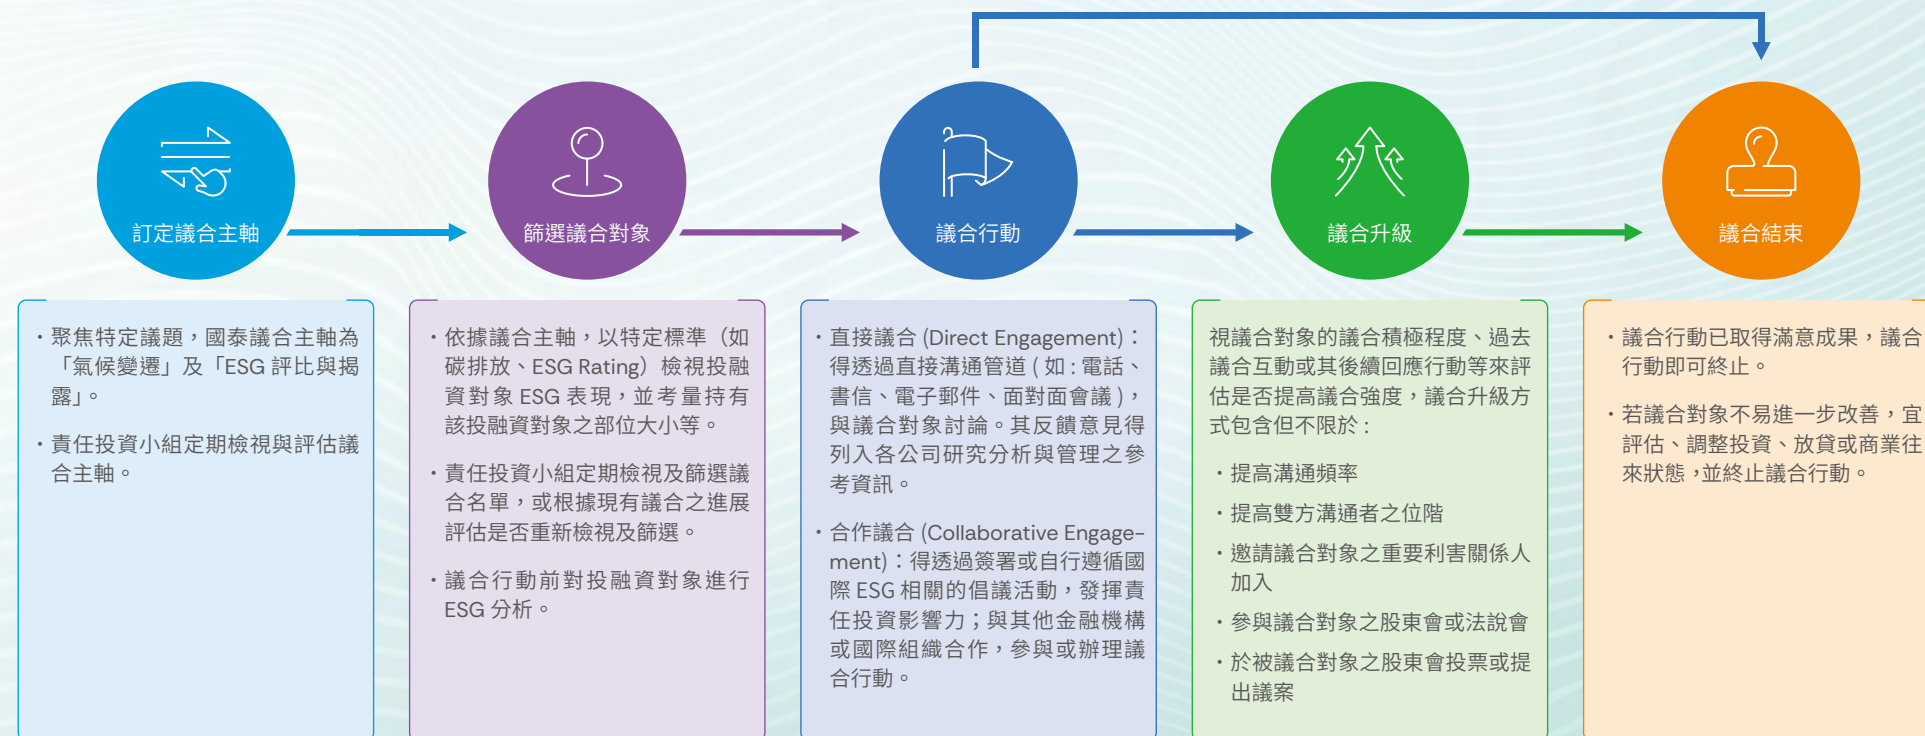 訂定議合主軸
篩選議合對象
議合行動
議合升級
議合結束
・聚焦特定議題，國泰議合主軸為
「氣候變遷」及「ESG 評比與揭
露」。
・責任投資小組定期檢視與評估議
合主軸。
・依據議合主軸，以特定標準（如
碳排放、ESG Rating）檢視投融
資對象 ESG 表現，並考量持有
該投融資對象之部位大小等。
・責任投資小組定期檢視及篩選議
合名單，或根據現有議合之進展
評估是否重新檢視及篩選。
・議合行動前對投融資對象進行
ESG 分析。
・直接議合 (Direct Engagement)：
得透過直接溝通管道 ( 如 : 電話、
書信、電子郵件、面對面會議 )，
與議合對象討論。其反饋意見得
列入各公司研究分析與管理之參
考資訊。
・合作議合 (Collaborative Engage-
ment)：得透過簽署或自行遵循國
際 ESG 相關的倡議活動，發揮責
任投資影響力；與其他金融機構
或國際組織合作，參與或辦理議
合行動。
視議合對象的議合積極程度、過去
議合互動或其後續回應行動等來評
估是否提高議合強度，議合升級方
式包含但不限於 :
・提高溝通頻率
・提高雙方溝通者之位階
・邀請議合對象之重要利害關係人
加入
・參與議合對象之股東會或法說會
・於被議合對象之股東會投票或提
出議案
・議合行動已取得滿意成果，議合
行動即可終止。
・若議合對象不易進一步改善，宜
評估、調整投資、放貸或商業往
來狀態，並終止議合行動。